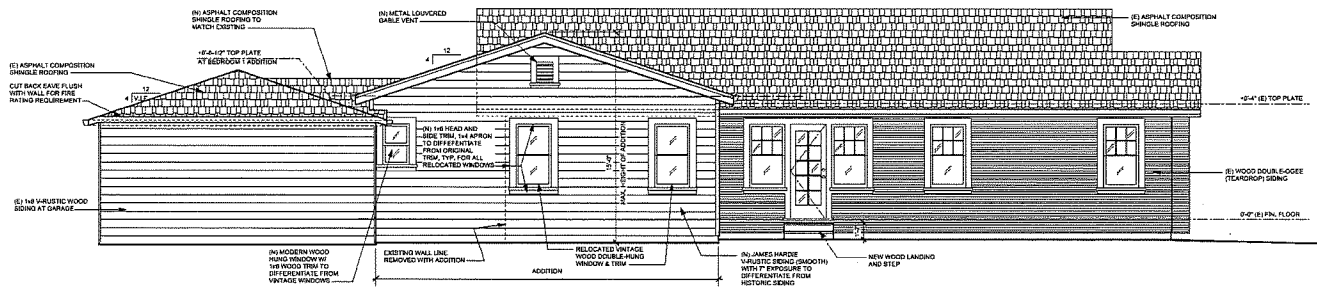 (N) ASPHALT COMPOSITION
SHINGLE ROOFING TO
MATCH EXISTING
(N) METAL LOUVERED
GABLE VENT
(E) ASPHALT COMPOSITION
SHINGLE ROOFING
+8'-8-1/2" TOP PLATE
AT BEDROOM 1 ADDITION
12
4
(E) ASPHALT COMPOSITION
SHINGLE ROOFING
CUT BACK EAVE FLUSH
WITH WALL FOR FIRE
RATING REQUIREMENT
12
4
V.I.F.
TOP PLATE
(N) 1x6 HEAD AND
SIDE TRIM, 1x4 APRON
TO DIFFERENTIATE
FROM ORIGINAL
TRIM, TYP. FOR ALL
RELOCATED WINDOWS
15'-0"
MAX. HEIGHT OF ADDITION
(E) WOOD DOUBLE-OGEE
(TEARDROP) SIDING
(E) 1x8 V-RUSTIC WOOD
SIDING AT GARAGE
0'-0" (E) FIN. FLOOR
(N) MODERN WOOD
HUNG WINDOW W/
1x6 WOOD TRIM TO
DIFFERENTIATE FROM
VINTAGE WINDOWS
EXISTING WALL LINE
REMOVED WITH ADDITION
RELOCATED VINTAGE
WOOD DOUBLE-HUNG
WINDOW & TRIM
(N) JAMES HARDIE
V-RUSTIC SIDING (SMOOTH)
WITH 7" EXPOSURE TO
DIFFERENTIATE FROM
HISTORIC SIDING
NEW WOOD LANDING
AND STEP
ADDITION